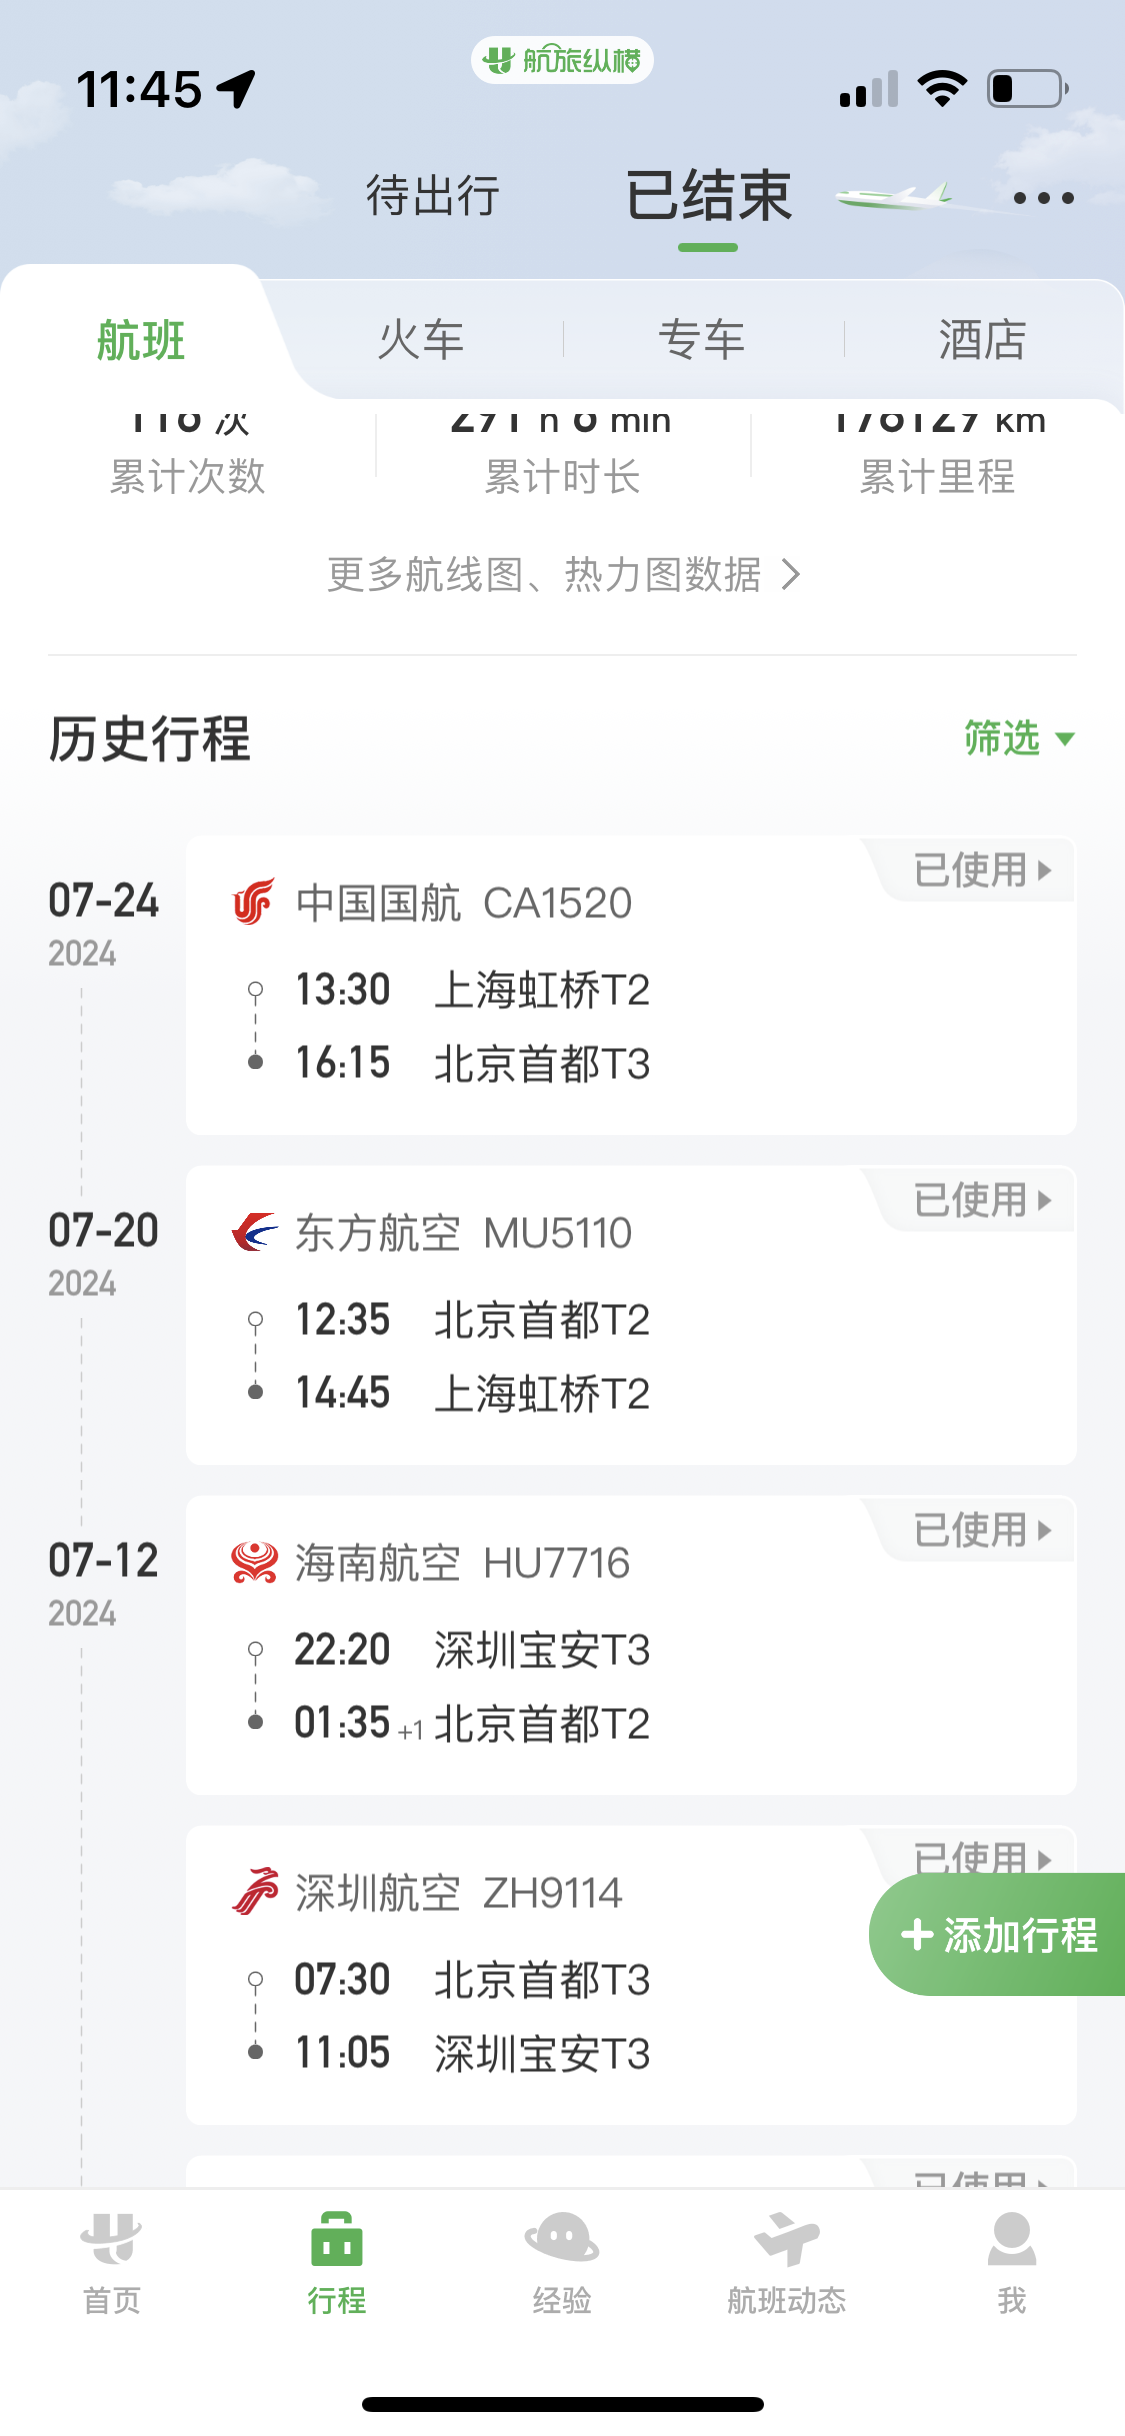 11:45
航旅纵横
待出行 已结束
航班 火车 专车 酒店
次 h min km
累计次数 累计时长 累计里程
更多航线图、热力图数据
历史行程 筛选
07-24
2024
中国国航 CA1520 已使用
13:30 上海虹桥T2
16:15 北京首都T3
07-20
2024
东方航空 MU5110 已使用
12:35 北京首都T2
14:45 上海虹桥T2
07-12
2024
海南航空 HU7716 已使用
22:20 深圳宝安T3
01:35 +1 北京首都T2
深圳航空 ZH9114 已使用
添加行程
07:30 北京首都T3
11:05 深圳宝安T3
已使用
首页 行程 经验 航班动态 我